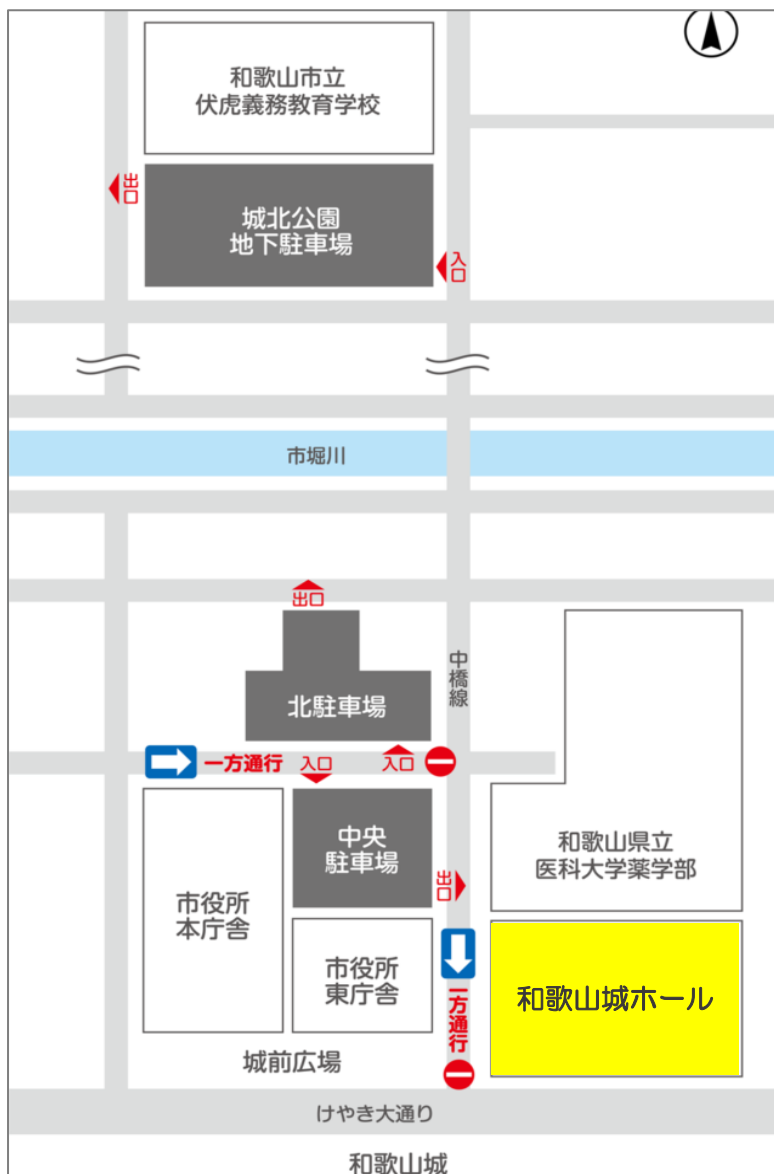 和歌山市立
伏虎義務教育学校
出口
城北公園
地下駐車場
入口
市堀川
出口
北駐車場
中橋線
一方通行
入口
入口
中央
駐車場
出口
和歌山県立
医科大学薬学部
市役所
本庁舎
市役所
東庁舎
一方通行
和歌山城ホール
城前広場
けやき大通り
和歌山城